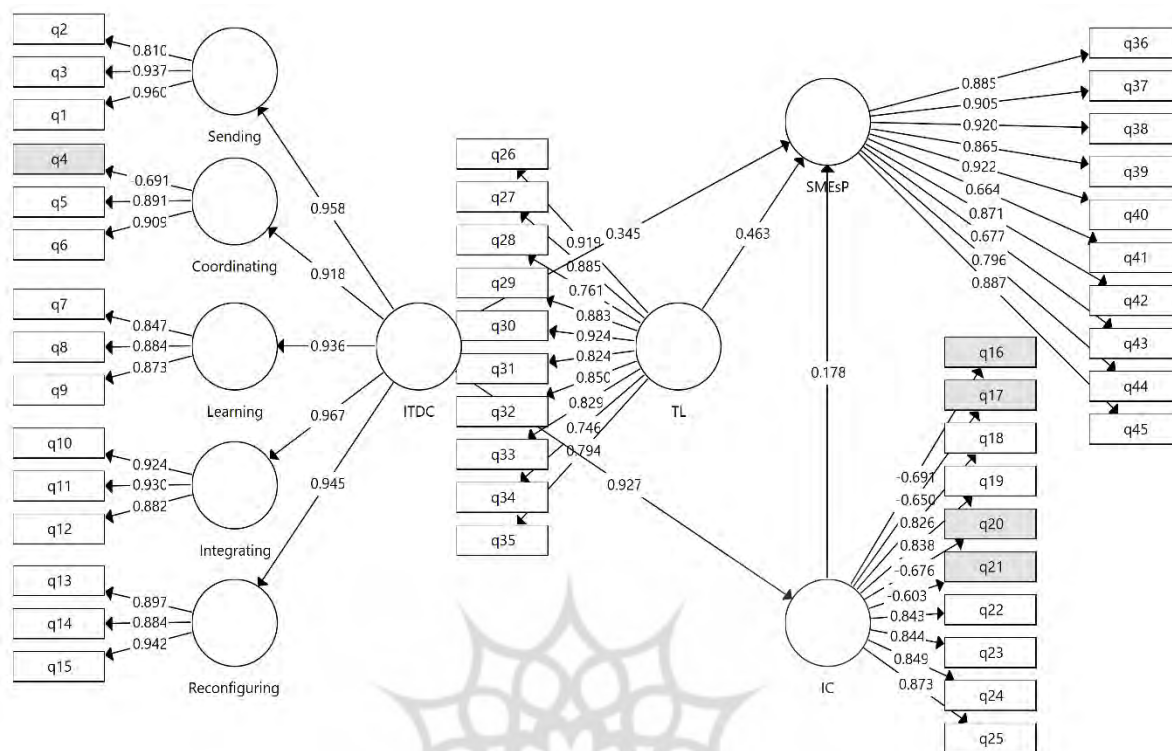 q2
q3
q1
0.810
0.937
0.960
Sending
q4
q5
q6
-0.691
0.891
0.909
Coordinating
q7
q8
q9
0.847
0.884
0.873
Learning
q10
q11
q12
0.924
0.930
0.882
Integrating
q13
q14
q15
0.897
0.884
0.942
Reconfiguring
0.958
0.918
0.936
0.967
0.945
ITDC
q26
q27
q28
q29
q30
q31
q32
q33
q34
q35
0.919
0.885
0.761
0.883
0.924
0.824
0.850
0.829
0.746
0.794
TL
0.345
0.463
0.927
0.178
SMEsP
0.885
0.905
0.920
0.865
0.922
0.664
0.871
0.677
0.796
0.887
q36
q37
q38
q39
q40
q41
q42
q43
q44
q45
q16
q17
q18
q19
q20
q21
q22
q23
q24
q25
-0.691
-0.650
0.826
0.838
-0.676
-0.603
0.843
0.844
0.849
0.873
IC